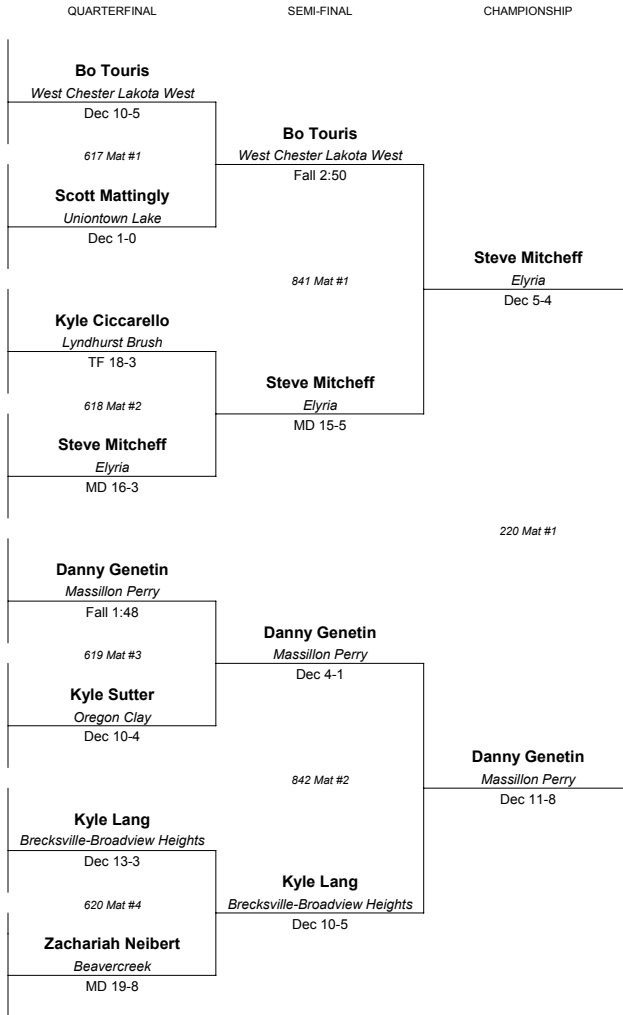 QUARTERFINAL SEMI-FINAL CHAMPIONSHIP
Bo Touris
West Chester Lakota West
Dec 10-5
617 Mat #1
Scott Mattingly
Uniontown Lake
Dec 1-0
Bo Touris
West Chester Lakota West
Fall 2:50
841 Mat #1
Kyle Ciccarello
Lyndhurst Brush
TF 18-3
618 Mat #2
Steve Mitcheff
Elyria
MD 16-3
Steve Mitcheff
Elyria
MD 15-5
Steve Mitcheff
Elyria
Dec 5-4
220 Mat #1
Danny Genetin
Massillon Perry
Fall 1:48
619 Mat #3
Kyle Sutter
Oregon Clay
Dec 10-4
Danny Genetin
Massillon Perry
Dec 4-1
842 Mat #2
Kyle Lang
Brecksville-Broadview Heights
Dec 13-3
620 Mat #4
Zachariah Neibert
Beavercreek
MD 19-8
Kyle Lang
Brecksville-Broadview Heights
Dec 10-5
Danny Genetin
Massillon Perry
Dec 11-8